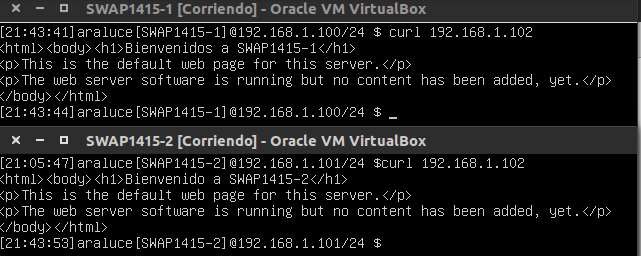 SWAP1415-1 [Corriendo] - Oracle VM VirtualBox
[21:43:41]araluce[SWAP1415-1]@192.168.1.100/24 $ curl 192.168.1.102
<html><body><h1>Bienvenidos a SWAP1415-1</h1>
<p>This is the default web page for this server.</p>
<p>The web server software is running but no content has been added, yet.</p>
</body></html>
[21:43:44]araluce[SWAP1415-1]@192.168.1.100/24 $ _
SWAP1415-2 [Corriendo] - Oracle VM VirtualBox
[21:05:47]araluce[SWAP1415-2]@192.168.1.101/24 $curl 192.168.1.102
<html><body><h1>Bienvenido a SWAP1415-2</h1>
<p>This is the default web page for this server.</p>
<p>The web server software is running but no content has been added, yet.</p>
</body></html>
[21:43:53]araluce[SWAP1415-2]@192.168.1.101/24 $